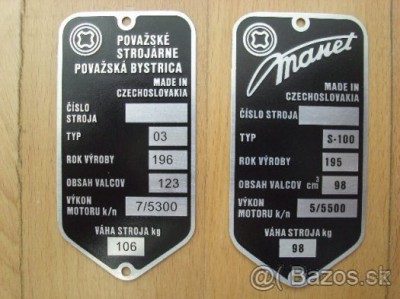 POVAŽSKÉ
STROJÁRNE
POVAŽSKÁ BYSTRICA
MADE IN
CZECHOSLOVAKIA
ČÍSLO
STROJA
TYP 03
ROK VÝROBY 196
OBSAH VALCOV 123
VÝKON
MOTORU k/n 7/5300
VÁHA STROJA kg
106
Manet
MADE IN
CZECHOSLOVAKIA
ČÍSLO STROJA
TYP S-100
ROK VÝROBY 195
OBSAH VALCOV cm³ 98
VÝKON
MOTORU k/n 5/5500
VÁHA STROJA kg
98
Bazos.sk